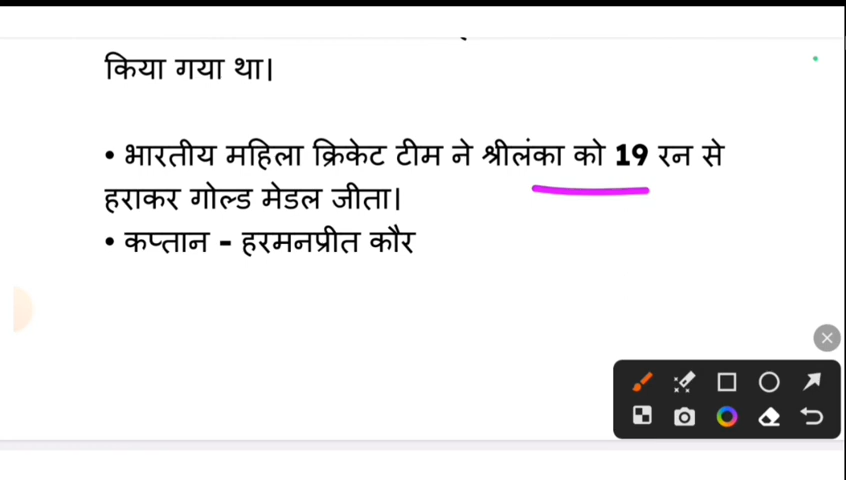 किया गया था।
• भारतीय महिला क्रिकेट टीम ने श्रीलंका को 19 रन से
हराकर गोल्ड मेडल जीता।
• कप्तान - हरमनप्रीत कौर